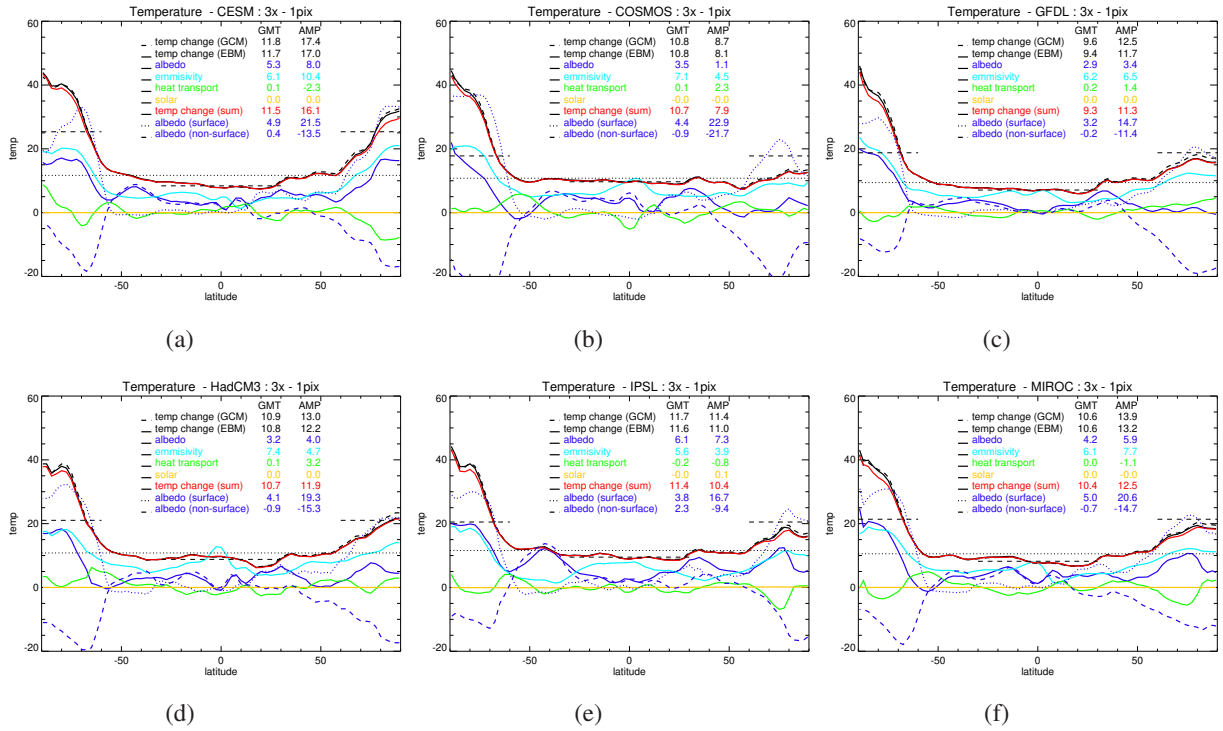 Temperature - CESM : 3x - 1pix
GMT AMP
temp change (GCM) 11.8 17.4
temp change (EBM) 11.7 17.0
albedo 5.3 8.0
emmisivity 6.1 10.4
heat transport 0.1 -2.3
solar 0.0 0.0
temp change (sum) 11.5 16.1
albedo (surface) 4.9 21.5
albedo (non-surface) 0.4 -13.5
60
40
20
0
-20
temp
-50 0 50
latitude
(a)
Temperature - COSMOS : 3x - 1pix
GMT AMP
temp change (GCM) 10.8 8.7
temp change (EBM) 10.8 8.1
albedo 3.5 1.1
emmisivity 7.1 4.5
heat transport 0.1 2.3
solar -0.0 -0.0
temp change (sum) 10.7 7.9
albedo (surface) 4.4 22.9
albedo (non-surface) -0.9 -21.7
60
40
20
0
-20
temp
-50 0 50
latitude
(b)
Temperature - GFDL : 3x - 1pix
GMT AMP
temp change (GCM) 9.6 12.5
temp change (EBM) 9.4 11.7
albedo 2.9 3.4
emmisivity 6.2 6.5
heat transport 0.2 1.4
solar -0.0 0.0
temp change (sum) 9.3 11.3
albedo (surface) 3.2 14.7
albedo (non-surface) -0.2 -11.4
60
40
20
0
-20
temp
-50 0 50
latitude
(c)
Temperature - HadCM3 : 3x - 1pix
GMT AMP
temp change (GCM) 10.9 13.0
temp change (EBM) 10.8 12.2
albedo 3.2 4.0
emmisivity 7.4 4.7
heat transport 0.1 3.2
solar 0.0 0.0
temp change (sum) 10.7 11.9
albedo (surface) 4.1 19.3
albedo (non-surface) -0.9 -15.3
60
40
20
0
-20
temp
-50 0 50
latitude
(d)
Temperature - IPSL : 3x - 1pix
GMT AMP
temp change (GCM) 11.7 11.4
temp change (EBM) 11.6 11.0
albedo 6.1 7.3
emmisivity 5.6 3.9
heat transport -0.2 -0.8
solar -0.0 0.1
temp change (sum) 11.4 10.4
albedo (surface) 3.8 16.7
albedo (non-surface) 2.3 -9.4
60
40
20
0
-20
temp
-50 0 50
latitude
(e)
Temperature - MIROC : 3x - 1pix
GMT AMP
temp change (GCM) 10.6 13.9
temp change (EBM) 10.6 13.2
albedo 4.2 5.9
emmisivity 6.1 7.7
heat transport 0.0 -1.1
solar -0.0 -0.0
temp change (sum) 10.4 12.5
albedo (surface) 5.0 20.6
albedo (non-surface) -0.7 -14.7
60
40
20
0
-20
temp
-50 0 50
latitude
(f)